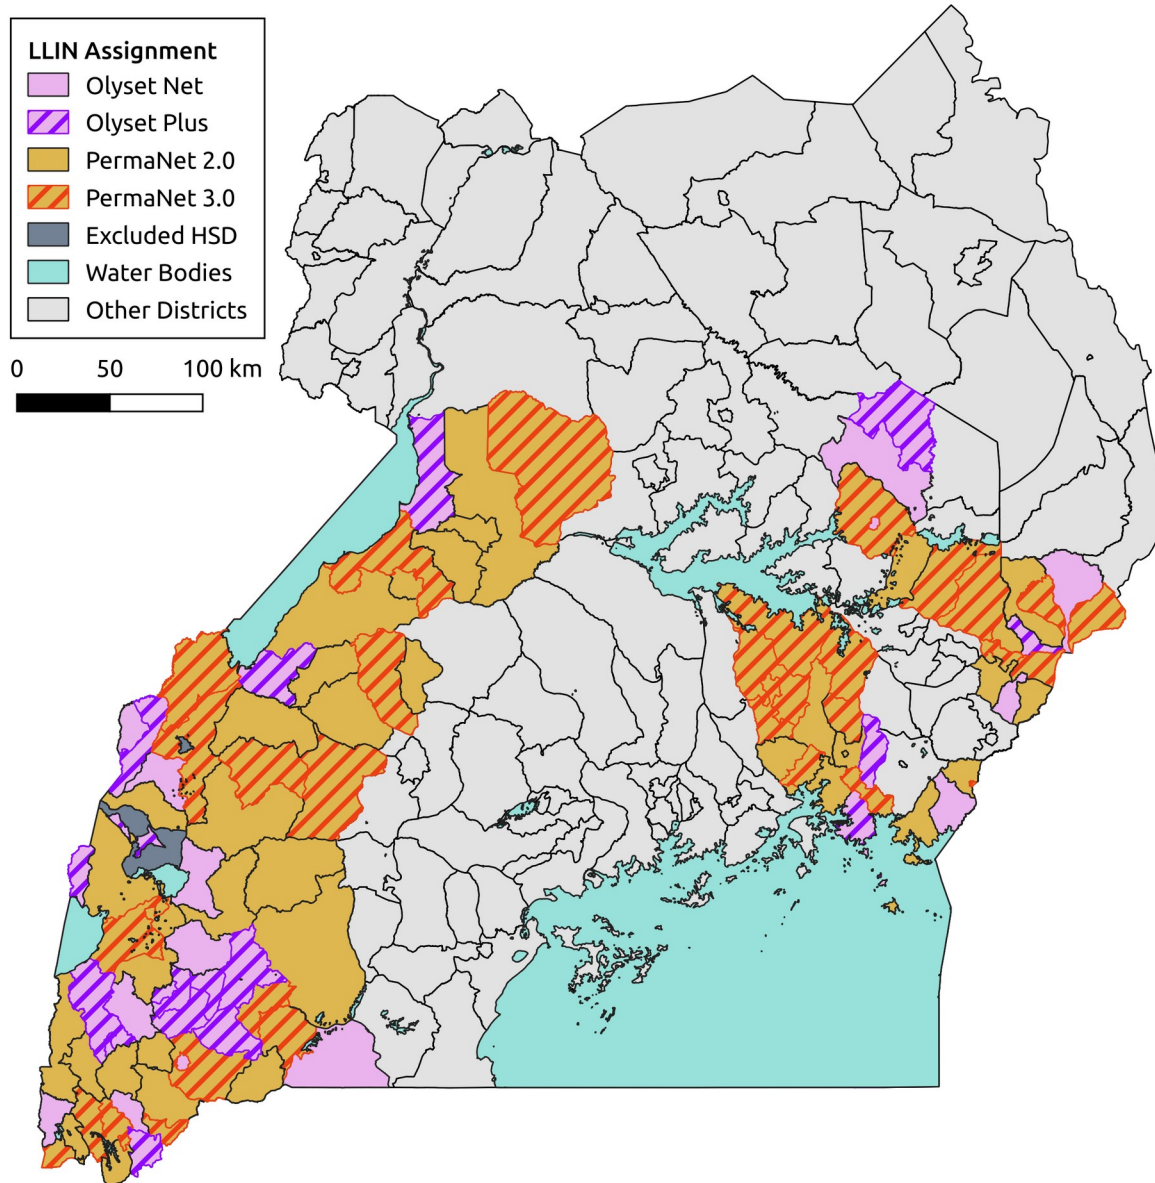 LLIN Assignment
Olyset Net
Olyset Plus
PermaNet 2.0
PermaNet 3.0
Excluded HSD
Water Bodies
Other Districts
0 50 100 km